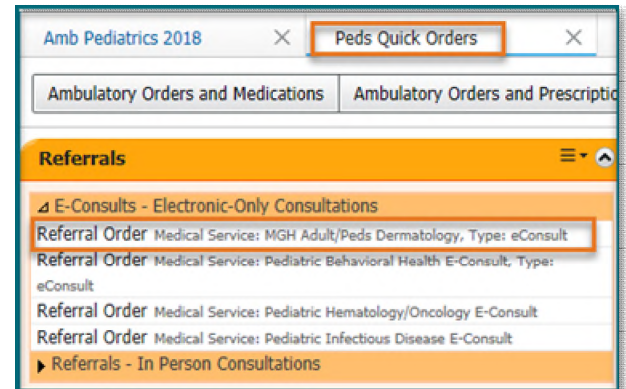 Amb Pediatrics 2018
Peds Quick Orders
Ambulatory Orders and Medications
Ambulatory Orders and
Referrals
E-Consults - Electronic-Only Consultations
Referral Order Medical Service: MGH Adult/Peds Dermatology, Type: eConsult
Referral Order Medical Service: Pediatric Behavioral Health E-Consult, Type:
eConsult
Referral Order Medical Service: Pediatric Hematology/Oncology E-Consult
Referral Order Medical Service: Pediatric Infectious Disease E-Consult
Referrals - In Person Consultations